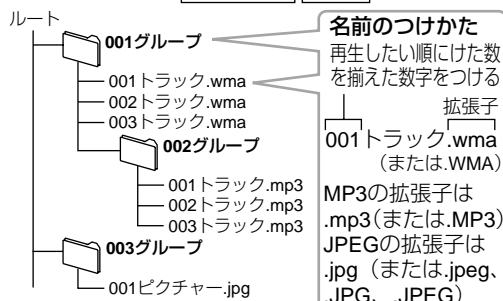 ルート
001グループ
001トラック.wma
002トラック.wma
003トラック.wma
002グループ
001トラック.mp3
002トラック.mp3
003トラック.mp3
003グループ
001ピクチャー.jpg
名前のつけかた
再生したい順にけた数
を揃えた数字をつける
拡張子
001トラック.wma
(または.WMA)
MP3の拡張子は
.mp3(または.MP3)
JPEGの拡張子は
.jpg(または.jpeg、
.JPG、.JPEG)